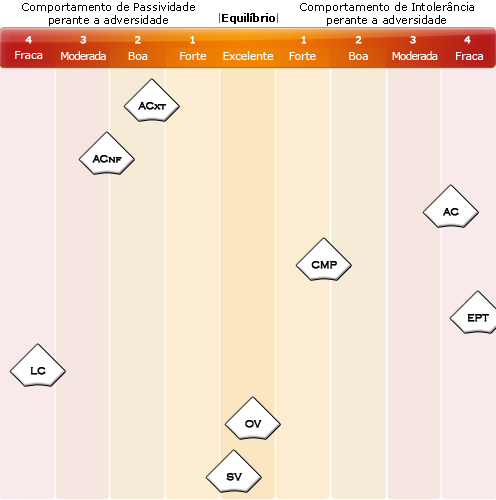 Comportamento de Passividade
perante a adversidade
|Equilíbrio|
Comportamento de Intolerância
perante a adversidade
4 3 2 1 1 2 3 4
Fraca Moderada Boa Forte Excelente Forte Boa Moderada Fraca
ACXT
ACNF
AC
CMP
EPT
LC
OV
SV